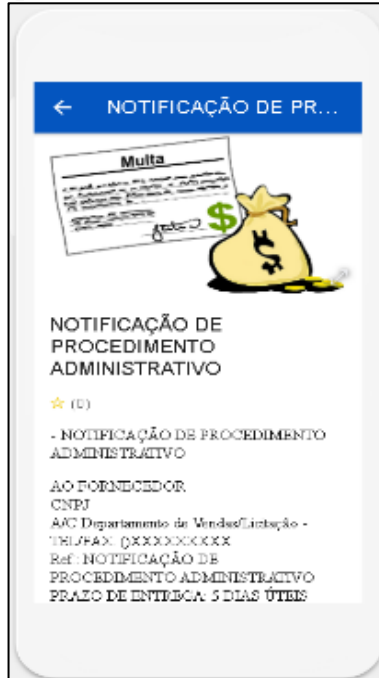 ← NOTIFICAÇÃO DE PR...
Multa
$
$
NOTIFICAÇÃO DE
PROCEDIMENTO
ADMINISTRATIVO
☆ (0)
- NOTIFICAÇÃO DE PROCEDIMENTO
ADMINISTRATIVO
AO FORNECEDOR
CNPJ
A/C Departamento de Vendas/Licitação -
TEL/FAX: ()XXXXXXXXX
Ref.: NOTIFICAÇÃO DE
PROCEDIMENTO ADMINISTRATIVO
PRAZO DE ENTREGA: 5 DIAS ÚTEIS